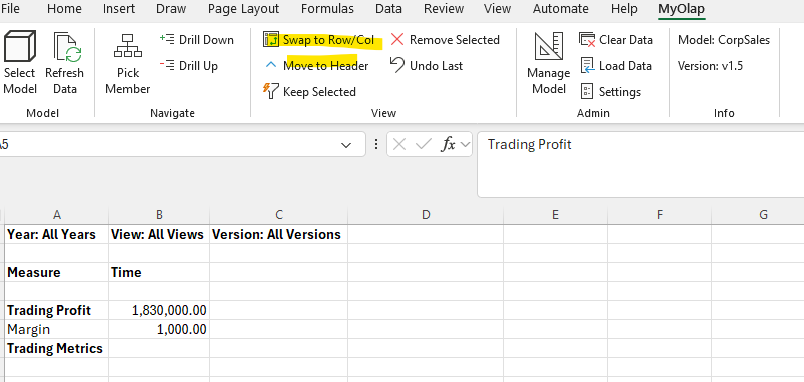 File Home Insert Draw Page Layout Formulas Data Review View Automate Help MyOlap
Swap to Row/Col Remove Selected Clear Data Model: CorpSales
Drill Down
Move to Header Undo Last Load Data Version: v1.5
Drill Up
Select Model Refresh Data Pick Member Keep Selected Manage Model Settings
Model Navigate View Admin Info
A5 fx Trading Profit
A B C D E F G
Year: All Years View: All Views Version: All Versions
Measure Time
Trading Profit 1,830,000.00
Margin 1,000.00
Trading Metrics